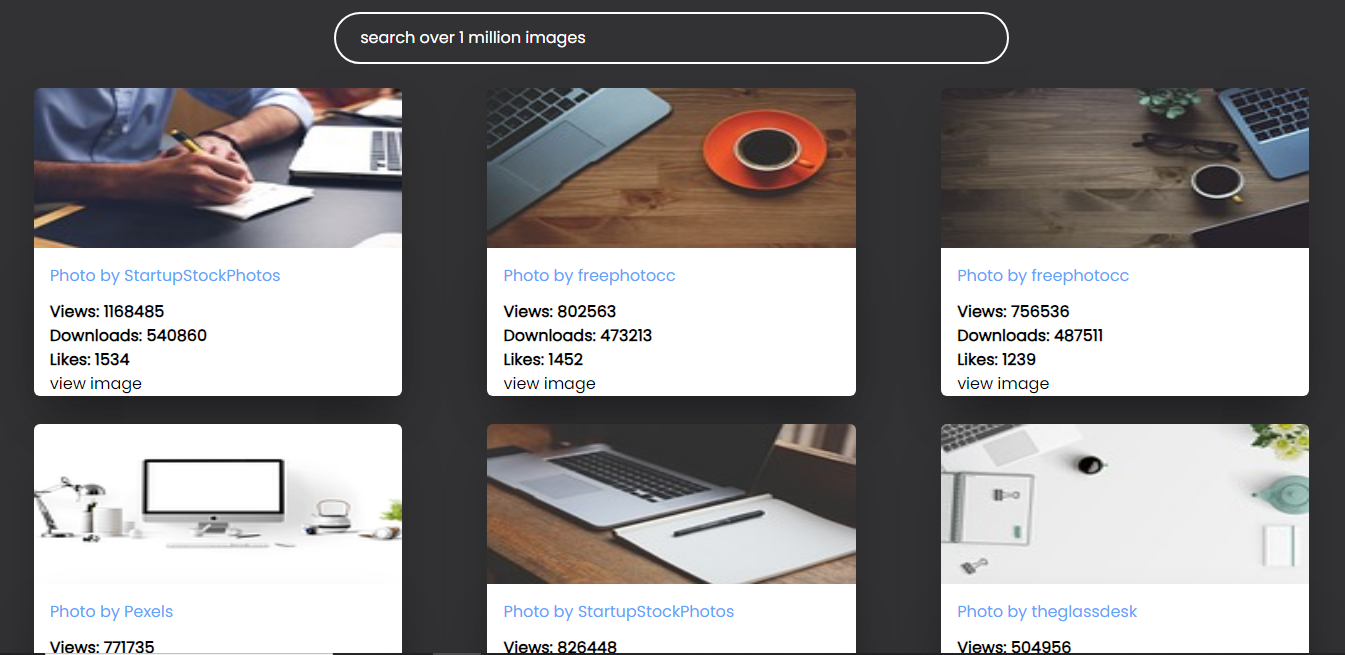 search over 1 million images
Photo by StartupStockPhotos
Views: 1168485
Downloads: 540860
Likes: 1534
view image
Photo by freephotocc
Views: 802563
Downloads: 473213
Likes: 1452
view image
Photo by freephotocc
Views: 756536
Downloads: 487511
Likes: 1239
view image
Photo by Pexels
Views: 771735
Photo by StartupStockPhotos
Views: 826448
Photo by theglassdesk
Views: 504956